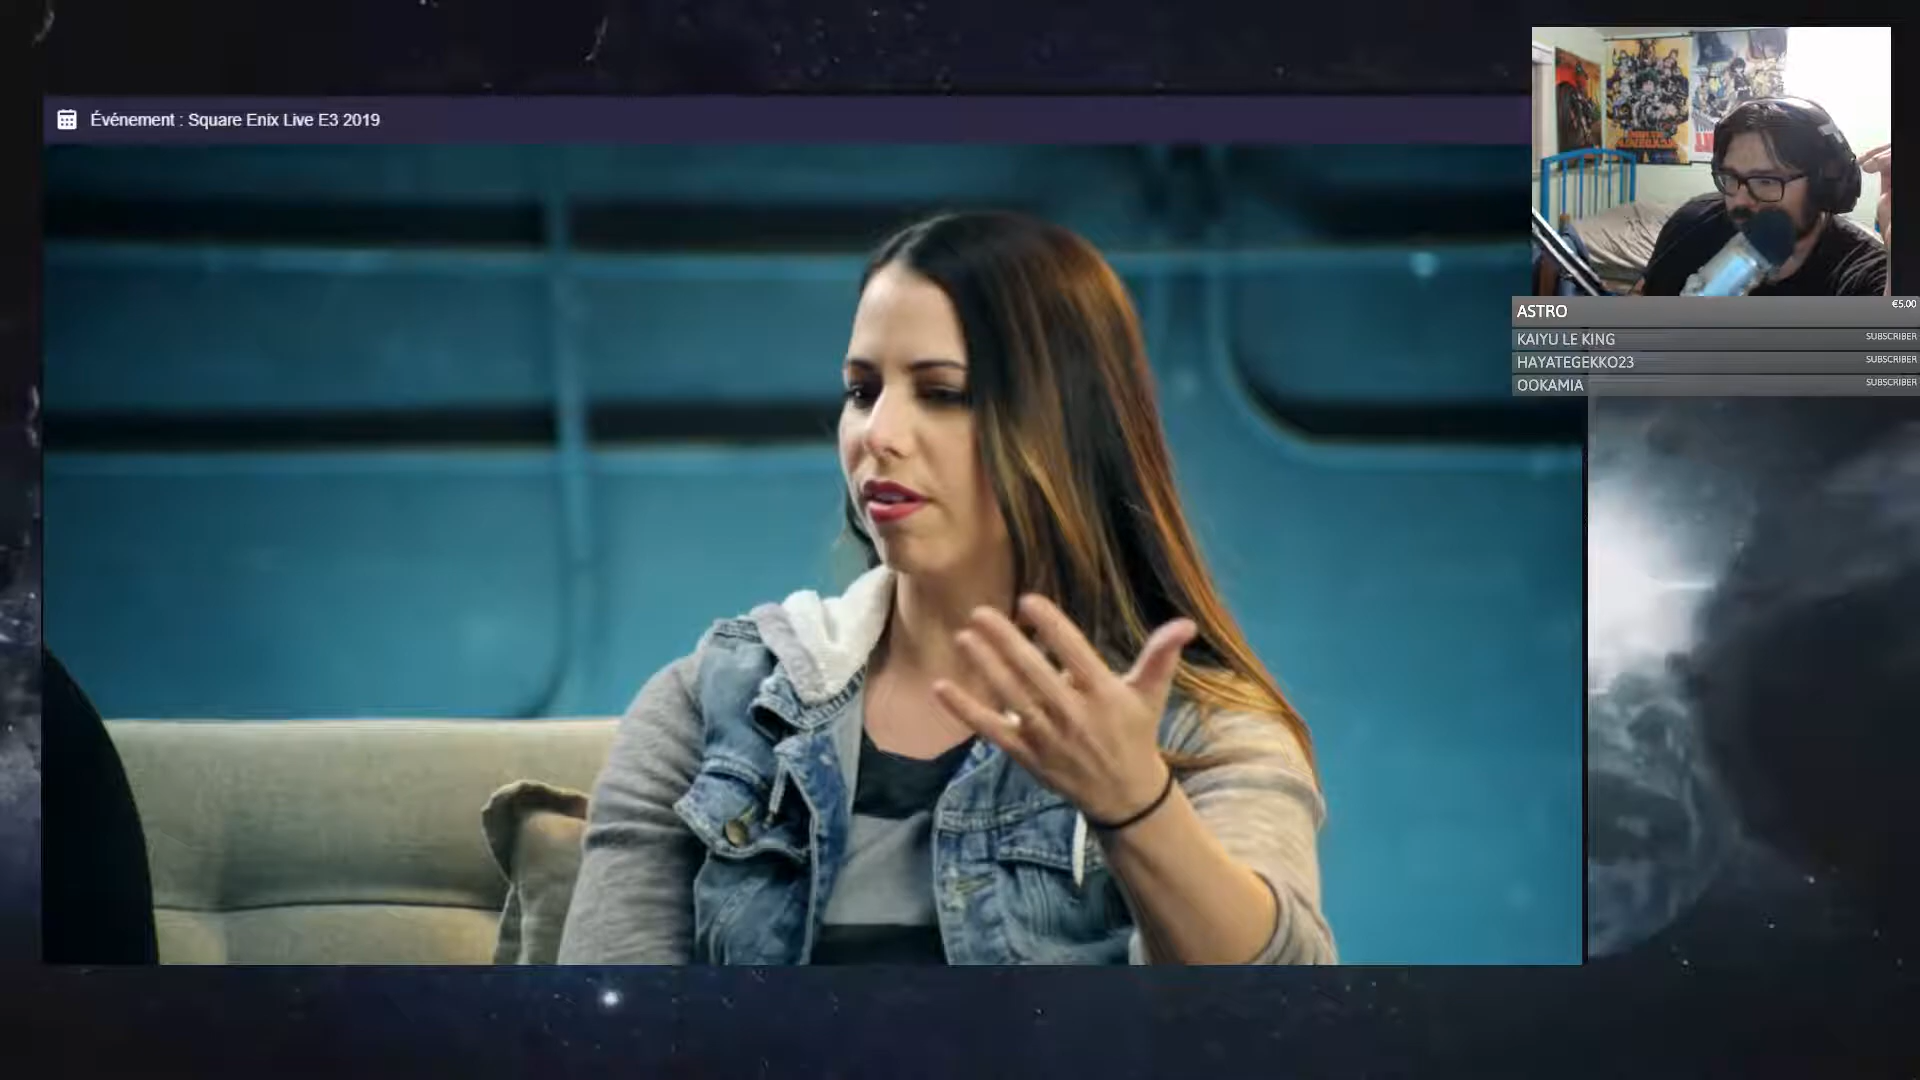 Événement : Square Enix Live E3 2019
ASTRO €5.00
KAIYU LE KING SUBSCRIBER
HAYATEGEKKO23 SUBSCRIBER
OOKAMIA SUBSCRIBER